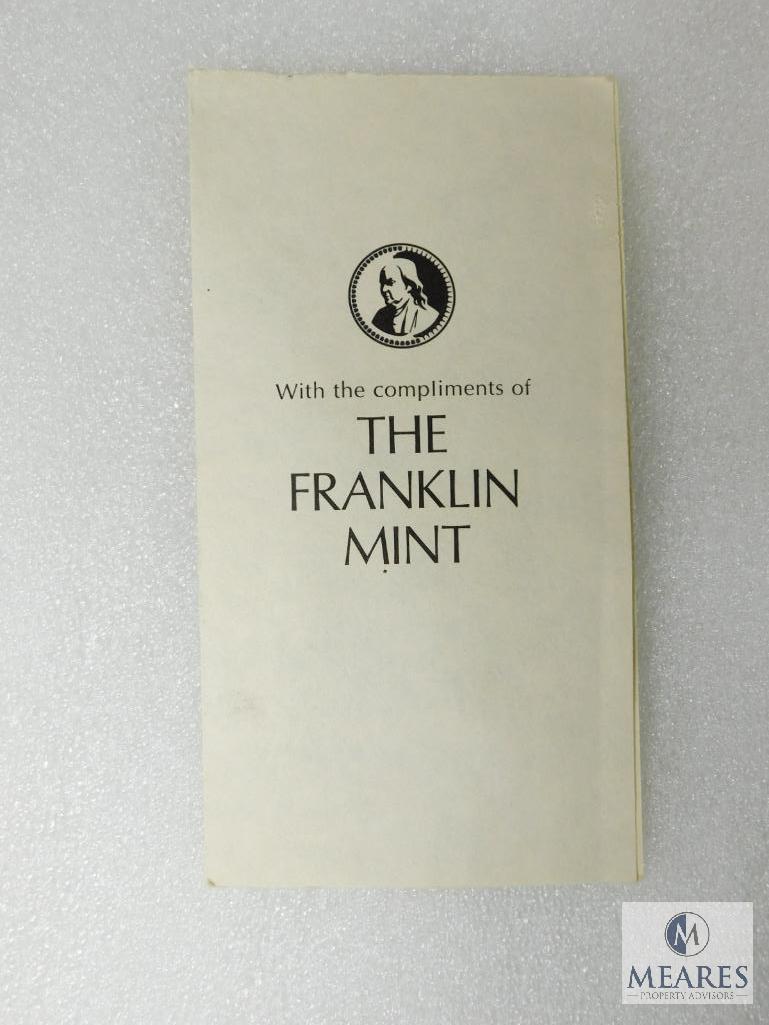 With the compliments of
THE
FRANKLIN
MINT
M
MEARES
PROPERTY ADVISORS